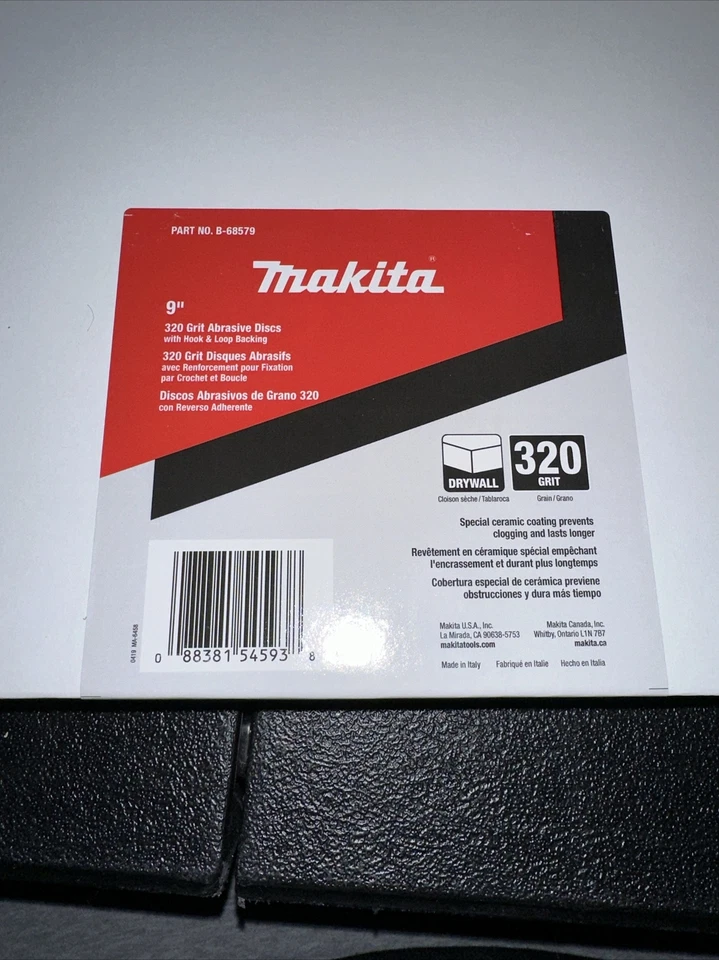 PART NO. B-68579
makita®
9"
320 Grit Abrasive Discs
with Hook & Loop Backing
320 Grit Disques Abrasifs
avec Renforcement pour Fixation
par Crochet et Boucle
Discos Abrasivos de Grano 320
con Reverso Adherente
DRYWALL
Cloison sèche / Tablaroca
320
GRIT
Grain / Grano
Special ceramic coating prevents
clogging and lasts longer
Revêtement en céramique spécial empêchant
l'encrassement et durant plus longtemps
Cobertura especial de cerámica previene
obstrucciones y dura más tiempo
Makita U.S.A., Inc.
La Mirada, CA 90638-5753
makitatools.com
Makita Canada, Inc.
Whitby, Ontario L1N 7B7
makita.ca
Made in Italy Fabriqué en Italie Hecho en Italia
0419 MA-6458
0 88381 54593 8